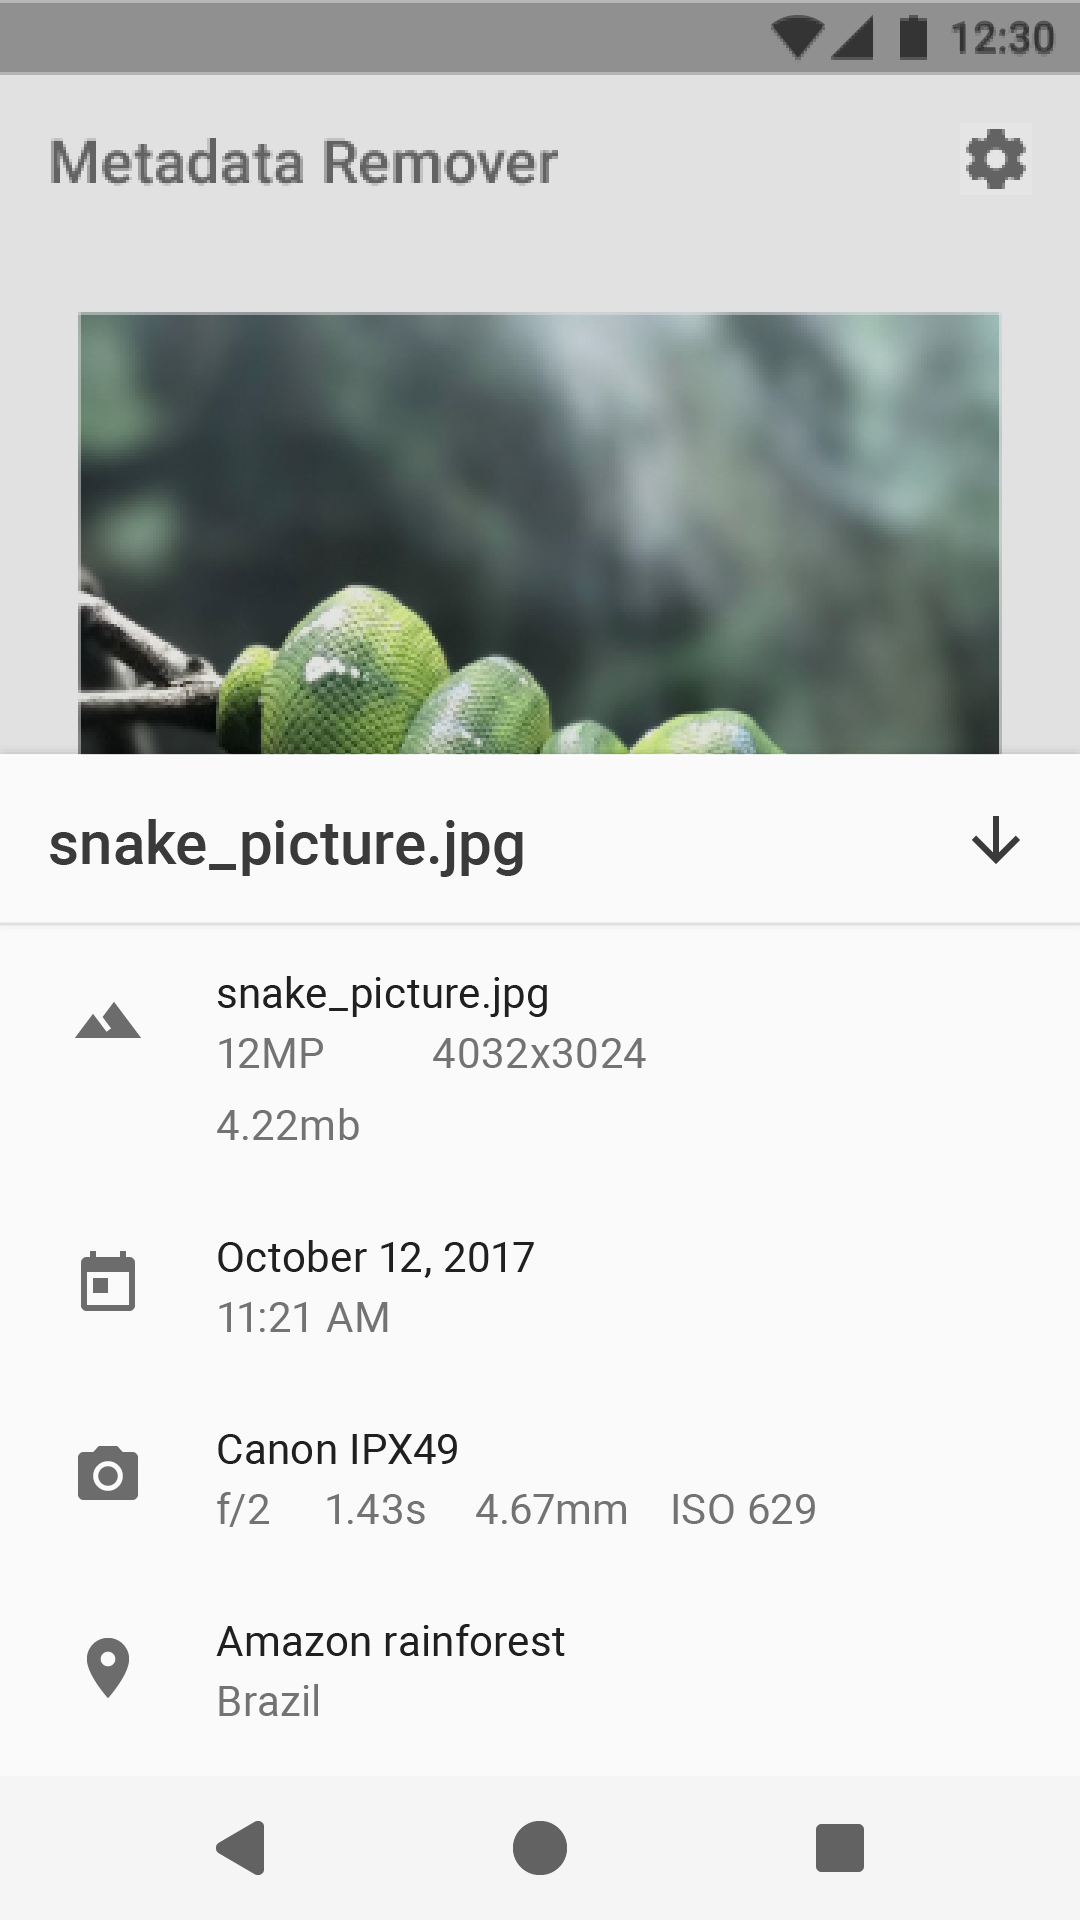 12:30
Metadata Remover
snake_picture.jpg
snake_picture.jpg
12MP 4032x3024
4.22mb
October 12, 2017
11:21 AM
Canon IPX49
f/2 1.43s 4.67mm ISO 629
Amazon rainforest
Brazil